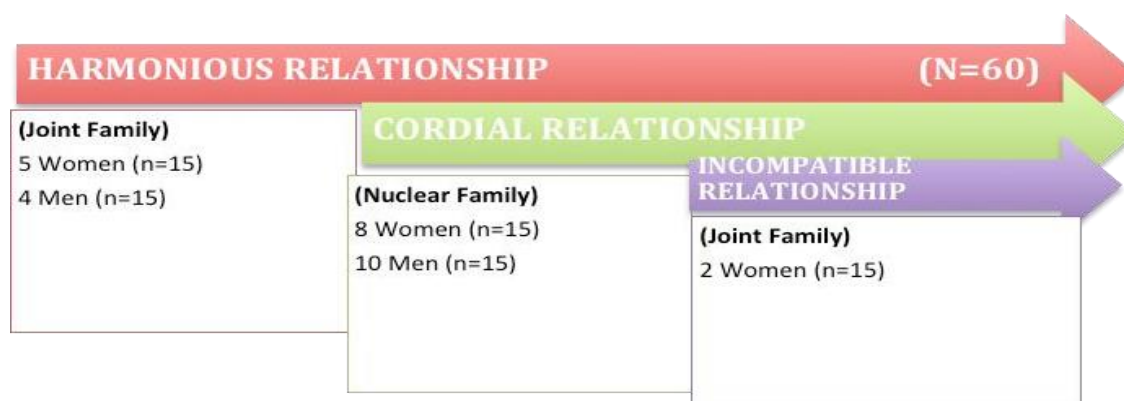 HARMONIOUS RELATIONSHIP (N=60)
(Joint Family)
5 Women (n=15)
4 Men (n=15)
CORDIAL RELATIONSHIP
(Nuclear Family)
8 Women (n=15)
10 Men (n=15)
INCOMPATIBLE
RELATIONSHIP
(Joint Family)
2 Women (n=15)